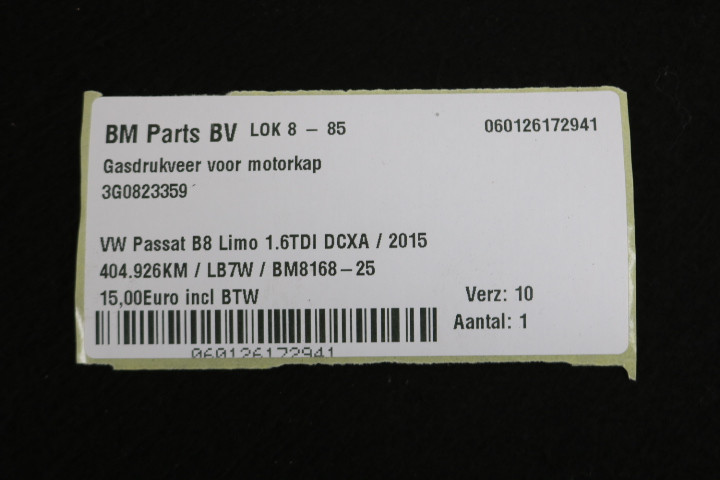 BM Parts BV LOK 8 – 85 060126172941
Gasdrukveer voor motorkap
3G0823359
VW Passat B8 Limo 1.6TDI DCXA / 2015
404.926KM / LB7W / BM8168–25
15,00Euro incl BTW Verz: 10
Aantal: 1
060126172941